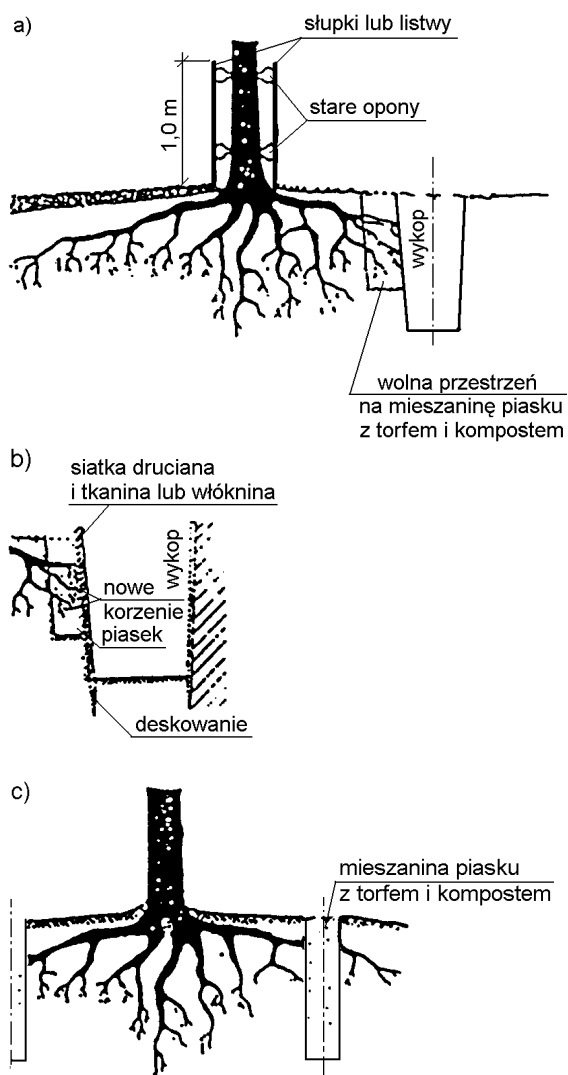 a)
słupki lub listwy
stare opony
1,0 m
wykop
wolna przestrzeń
na mieszaninę piasku
z torfem i kompostem
b)
siatka druciana
i tkanina lub włóknina
wykop
nowe
korzenie
piasek
deskowanie
c)
mieszanina piasku
z torfem i kompostem